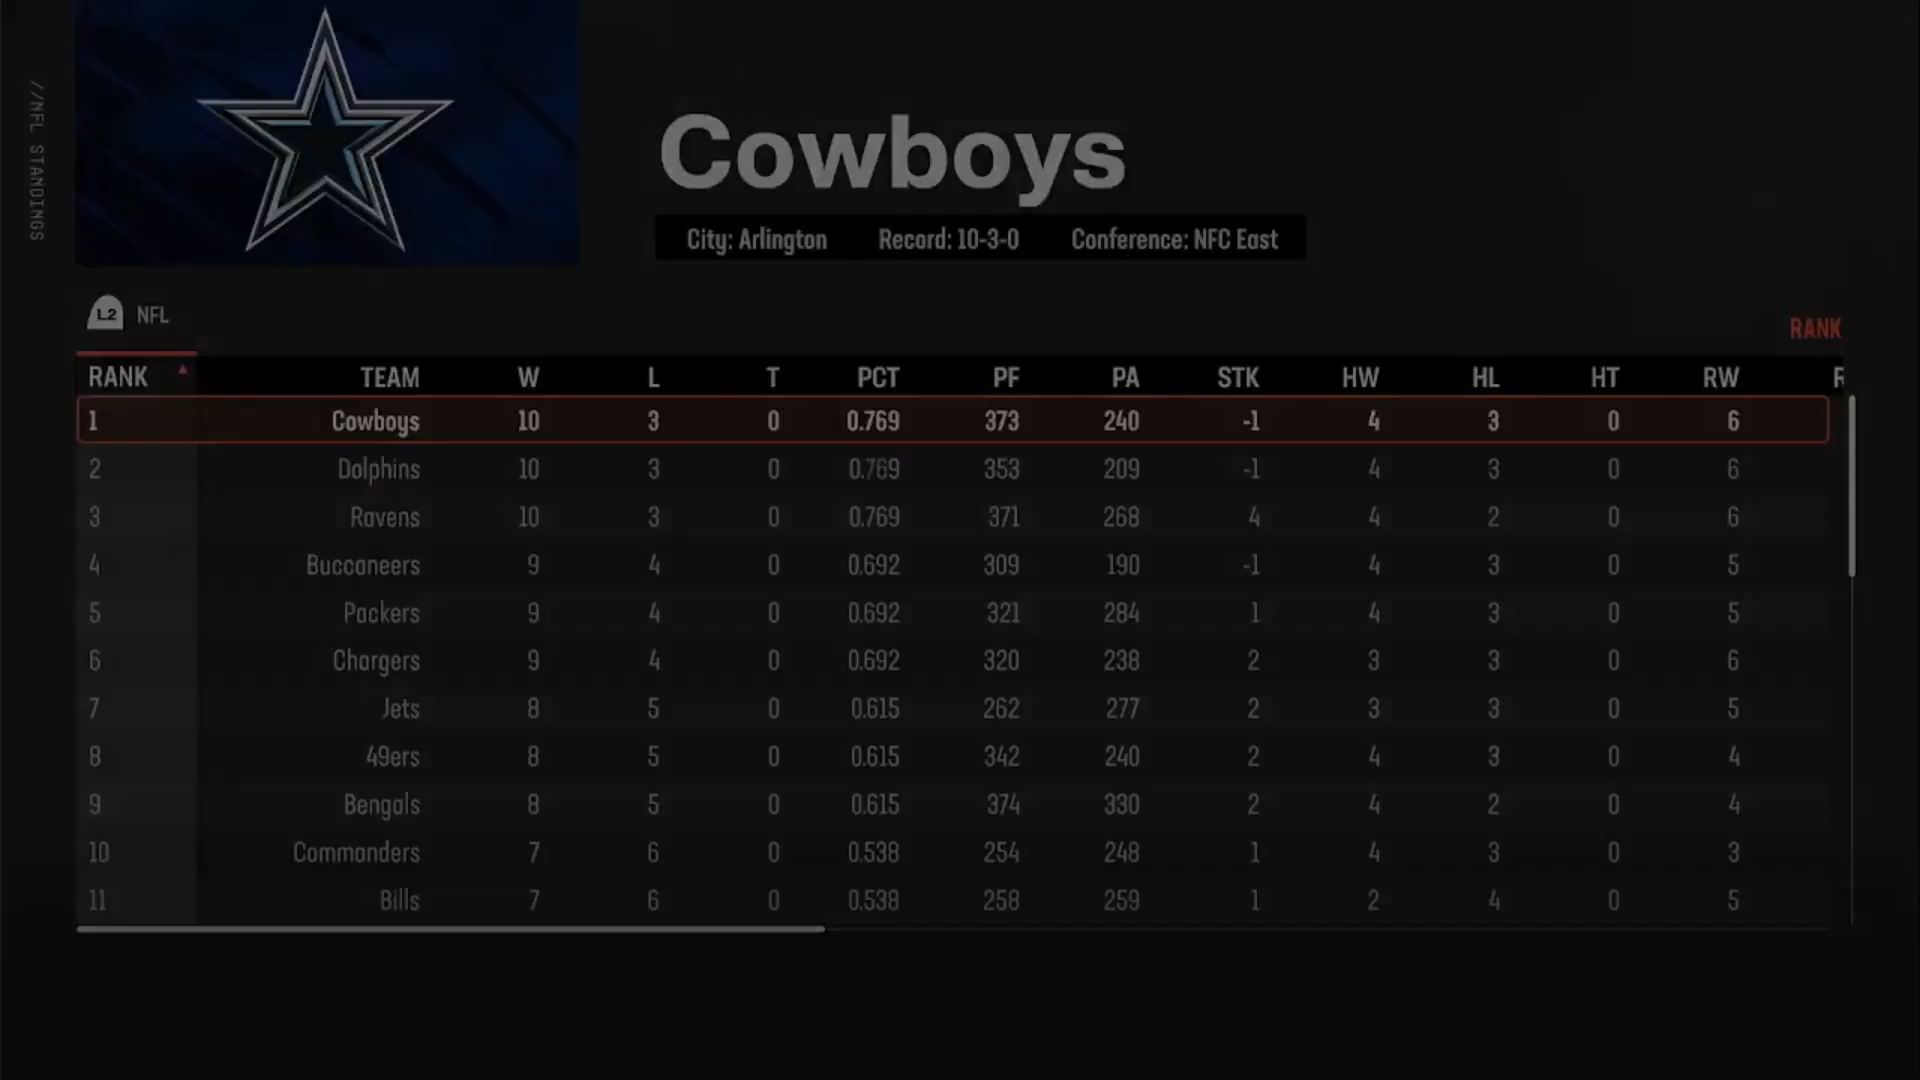 //NFL STANDINGS
Cowboys
City: Arlington Record: 10-3-0 Conference: NFC East
L2 NFL
RANK
RANK TEAM W L T PCT PF PA STK HW HL HT RW
1 Cowboys 10 3 0 0.769 373 240 -1 4 3 0 6
2 Dolphins 10 3 0 0.769 353 209 -1 4 3 0 6
3 Ravens 10 3 0 0.769 371 268 4 4 2 0 6
4 Buccaneers 9 4 0 0.692 309 190 -1 4 3 0 5
5 Packers 9 4 0 0.692 321 284 1 4 3 0 5
6 Chargers 9 4 0 0.692 320 238 2 3 3 0 6
7 Jets 8 5 0 0.615 262 277 2 3 3 0 5
8 49ers 8 5 0 0.615 342 240 2 4 3 0 4
9 Bengals 8 5 0 0.615 374 330 2 4 2 0 4
10 Commanders 7 6 0 0.538 254 248 1 4 3 0 3
11 Bills 7 6 0 0.538 258 259 1 2 4 0 5